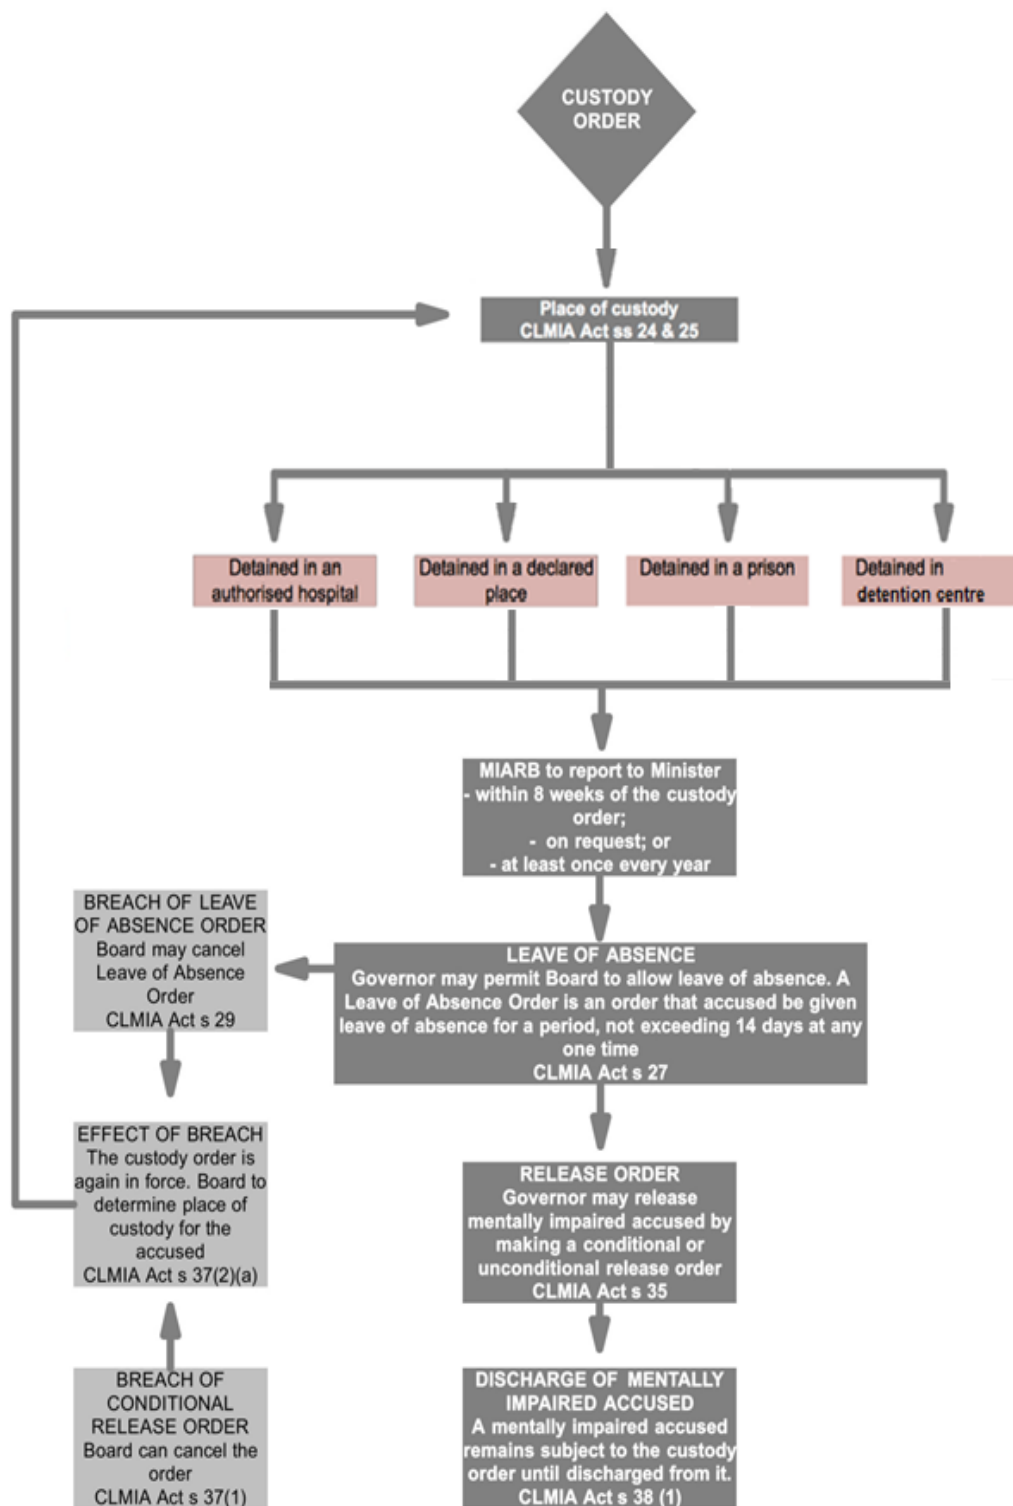 CUSTODY
ORDER
Place of custody
CLMIA Act ss 24 & 25
Detained in an
authorised hospital
Detained in a declared
place
Detained in a prison
Detained in
detention centre
MIARB to report to Minister
- within 8 weeks of the custody
order;
- on request; or
- at least once every year
BREACH OF LEAVE
OF ABSENCE ORDER
Board may cancel
Leave of Absence
Order
CLMIA Act s 29
LEAVE OF ABSENCE
Governor may permit Board to allow leave of absence. A
Leave of Absence Order is an order that accused be given
leave of absence for a period, not exceeding 14 days at any
one time
CLMIA Act s 27
EFFECT OF BREACH
The custody order is
again in force. Board to
determine place of
custody for the
accused
CLMIA Act s 37(2)(a)
RELEASE ORDER
Governor may release
mentally impaired accused by
making a conditional or
unconditional release order
CLMIA Act s 35
BREACH OF
CONDITIONAL
RELEASE ORDER
Board can cancel the
order
CLMIA Act s 37(1)
DISCHARGE OF MENTALLY
IMPAIRED ACCUSED
A mentally impaired accused
remains subject to the custody
order until discharged from it.
CLMIA Act s 38 (1)